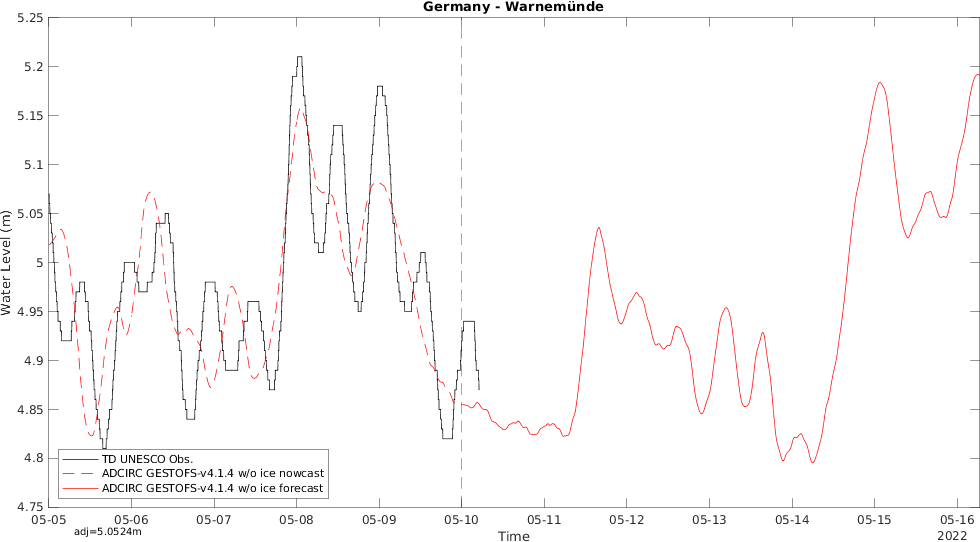 Germany - Warnemünde
5.25
5.2
5.15
5.1
5.05
5
4.95
4.9
4.85
4.8
4.75
Water Level (m)
TD UNESCO Obs.
ADCIRC GESTOFS-v4.1.4 w/o ice nowcast
ADCIRC GESTOFS-v4.1.4 w/o ice forecast
05-05 05-06 05-07 05-08 05-09 05-10 05-11 05-12 05-13 05-14 05-15 05-16
adj=5.0524m
Time
2022